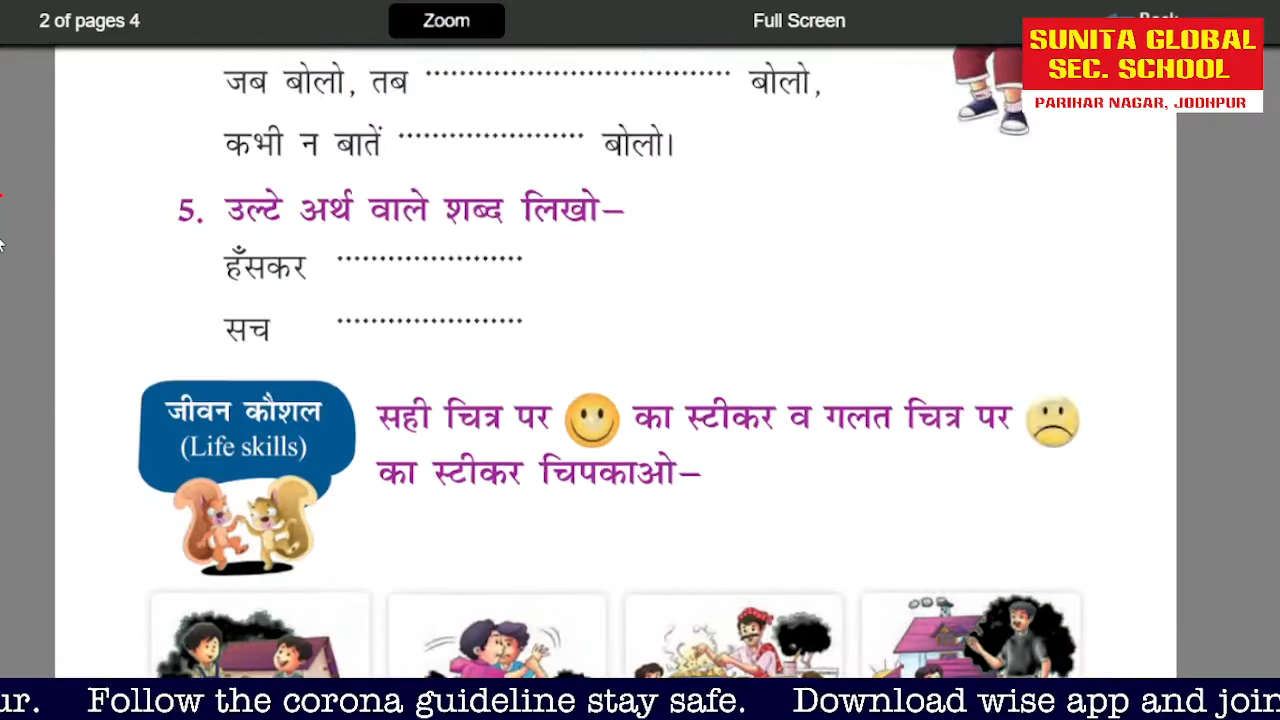 2 of pages 4
Zoom
Full Screen
SUNITA GLOBAL
SEC. SCHOOL
PARIHAR NAGAR, JODHPUR
जब बोलो, तब ........................................ बोलो,
कभी न बातें ........................ बोलो।
5. उल्टे अर्थ वाले शब्द लिखो–
हँसकर ........................
सच ........................
जीवन कौशल
(Life skills)
सही चित्र पर का स्टीकर व गलत चित्र पर
का स्टीकर चिपकाओ–
ur. Follow the corona guideline stay safe. Download wise app and join